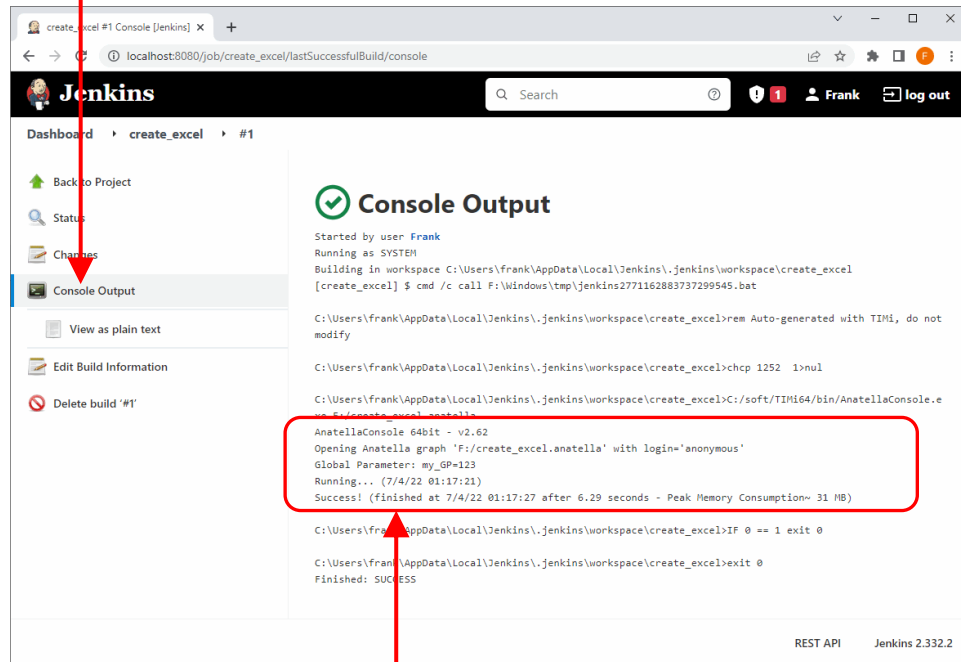 create_excel #1 Console [Jenkins]
localhost:8080/job/create_excel/lastSuccessfulBuild/console
F
Jenkins
Search
1
Frank
log out
Dashboard
create_excel
#1
Back to Project
Status
Changes
Console Output
View as plain text
Edit Build Information
Delete build '#1'
Console Output
Started by user Frank
Running as SYSTEM
Building in workspace C:\Users\frank\AppData\Local\Jenkins\.jenkins\workspace\create_excel
[create_excel] $ cmd /c call F:\Windows\tmp\jenkins2771162883737299545.bat
C:\Users\frank\AppData\Local\Jenkins\.jenkins\workspace\create_excel>rem Auto-generated with TIMi, do not
modify
C:\Users\frank\AppData\Local\Jenkins\.jenkins\workspace\create_excel>chcp 1252  1>nul
C:\Users\frank\AppData\Local\Jenkins\.jenkins\workspace\create_excel>C:/soft/TIMi64/bin/AnatellaConsole.e
xe F:/create_excel.anatella
AnatellaConsole 64bit - v2.62
Opening Anatella graph 'F:/create_excel.anatella' with login='anonymous'
Global Parameter: my_GP=123
Running... (7/4/22 01:17:21)
Success! (finished at 7/4/22 01:17:27 after 6.29 seconds - Peak Memory Consumption~ 31 MB)
C:\Users\frank\AppData\Local\Jenkins\.jenkins\workspace\create_excel>IF 0 == 1 exit 0
C:\Users\frank\AppData\Local\Jenkins\.jenkins\workspace\create_excel>exit 0
Finished: SUCCESS
REST API
Jenkins 2.332.2